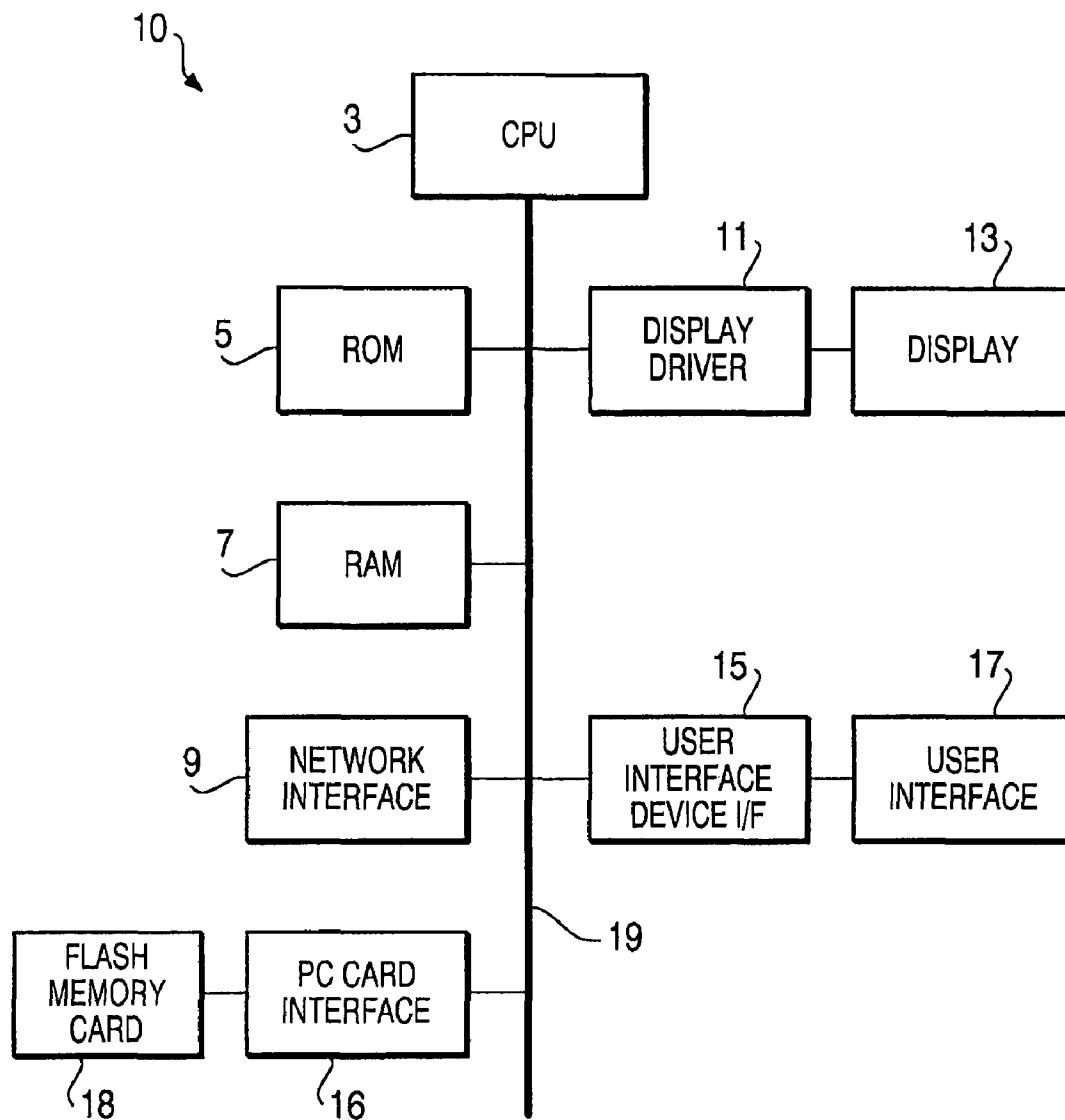 10
3
CPU
11
13
5
ROM
DISPLAY
DRIVER
DISPLAY
7
RAM
15
17
9
NETWORK
INTERFACE
USER
INTERFACE
DEVICE I/F
USER
INTERFACE
19
FLASH
MEMORY
CARD
PC CARD
INTERFACE
18
16